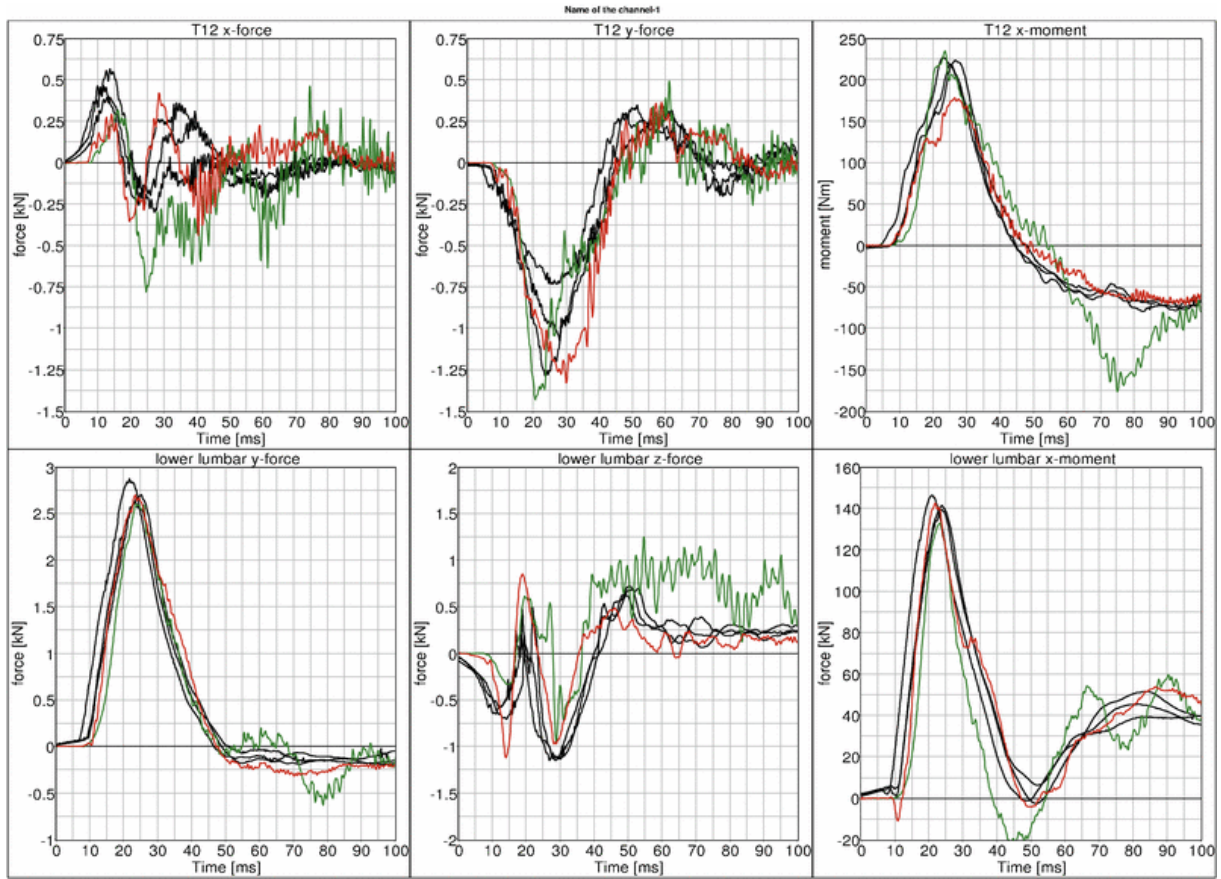 Name of the channel-1
T12 x-force
T12 y-force
T12 x-moment
0.75
0.5
0.25
0
-0.25
-0.5
-0.75
-1
-1.25
-1.5
force [kN]
0 10 20 30 40 50 60 70 80 90 100
Time [ms]
0.75
0.5
0.25
0
-0.25
-0.5
-0.75
-1
-1.25
-1.5
force [kN]
0 10 20 30 40 50 60 70 80 90 100
Time [ms]
250
200
150
100
50
0
-50
-100
-150
-200
moment [Nm]
0 10 20 30 40 50 60 70 80 90 100
Time [ms]
lower lumbar y-force
lower lumbar z-force
lower lumbar x-moment
3
2.5
2
1.5
1
0.5
0
-0.5
-1
force [kN]
0 10 20 30 40 50 60 70 80 90 100
Time [ms]
2
1.5
1
0.5
0
-0.5
-1
-1.5
-2
force [kN]
0 10 20 30 40 50 60 70 80 90 100
Time [ms]
160
140
120
100
80
60
40
20
0
-20
force [kN]
0 10 20 30 40 50 60 70 80 90 100
Time [ms]